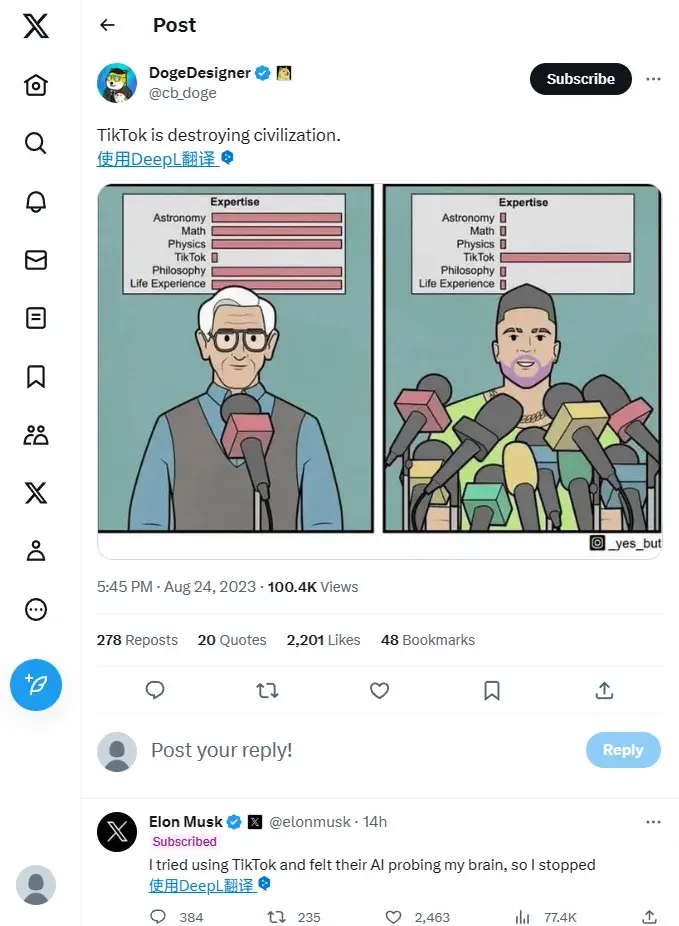 Post
DogeDesigner
@cb_doge
Subscribe
TikTok is destroying civilization.
使用DeepL翻译
Expertise
Astronomy
Math
Physics
TikTok
Philosophy
Life Experience
Expertise
Astronomy
Math
Physics
TikTok
Philosophy
Life Experience
_yes_but
5:45 PM · Aug 24, 2023 · 100.4K Views
278 Reposts 20 Quotes 2,201 Likes 48 Bookmarks
Post your reply!
Reply
Elon Musk @elonmusk · 14h
Subscribed
I tried using TikTok and felt their AI probing my brain, so I stopped
使用DeepL翻译
384 235 2,463 77.4K